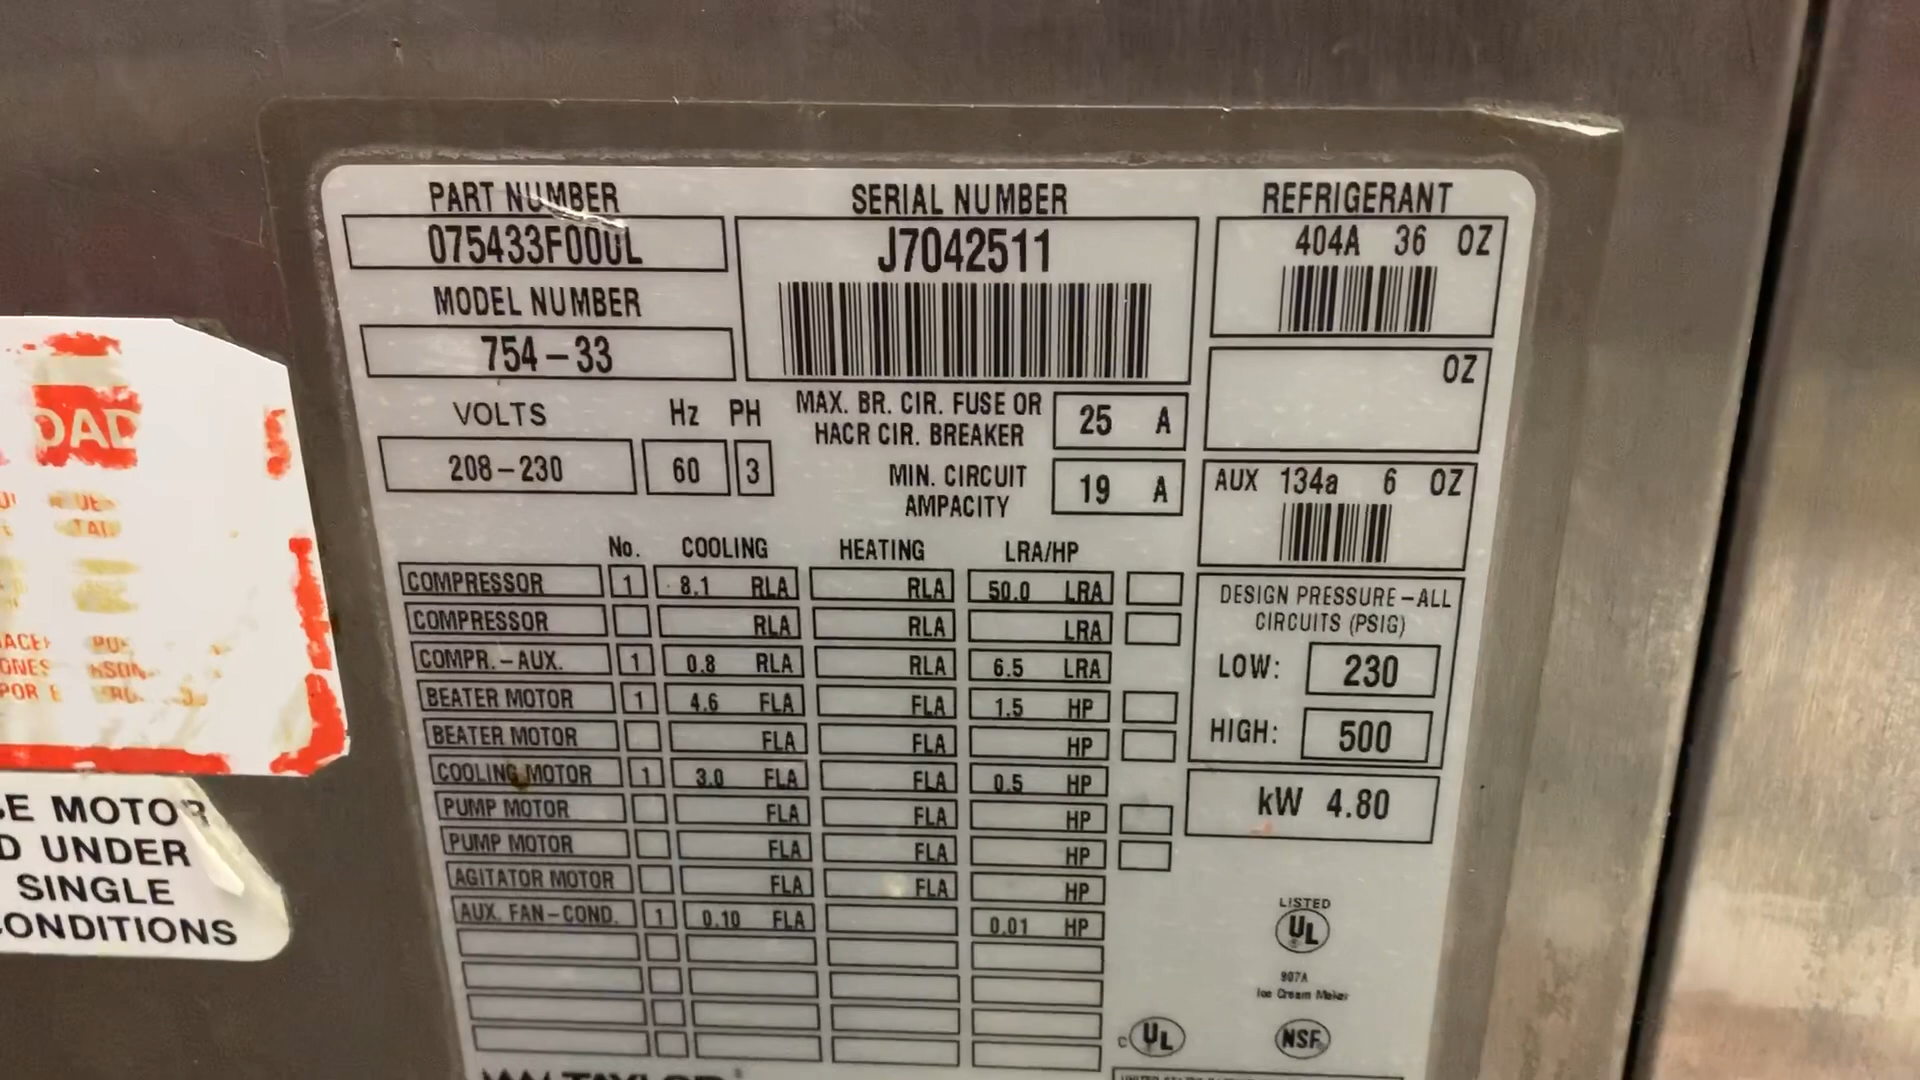 PART NUMBER
075433F000L
MODEL NUMBER
754-33
VOLTS Hz PH
208-230 60 3
SERIAL NUMBER
J7042511
MAX. BR. CIR. FUSE OR
HACR CIR. BREAKER
25 A
MIN. CIRCUIT
AMPACITY
19 A
REFRIGERANT
404A 36 OZ
OZ
AUX 134a 6 OZ
No. COOLING HEATING LRA/HP
COMPRESSOR 1 8.1 RLA RLA 50.0 LRA
COMPRESSOR RLA RLA LRA
COMPR.-AUX. 1 0.8 RLA RLA 6.5 LRA
BEATER MOTOR 1 4.6 FLA FLA 1.5 HP
BEATER MOTOR FLA FLA HP
COOLING MOTOR 1 3.0 FLA FLA 0.5 HP
PUMP MOTOR FLA FLA HP
PUMP MOTOR FLA FLA HP
AGITATOR MOTOR FLA FLA HP
AUX. FAN-COND. 1 0.10 FLA 0.01 HP
DESIGN PRESSURE-ALL
CIRCUITS (PSIG)
LOW: 230
HIGH: 500
kW 4.80
LISTED
UL
907A
Ice Cream Maker
C UL
NSF
TAYLOR
OAD
MOTOR
UNDER
SINGLE
CONDITIONS